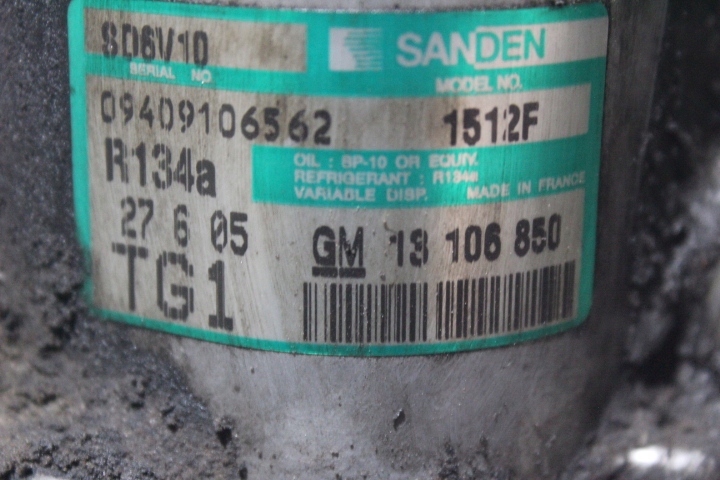 SD6V10
SANDEN
SERIAL NO
MODEL NO.
09409106562
1512F
R134a
OIL : SP-10 OR EQUIV.
REFRIGERANT : R134a
VARIABLE DISP. MADE IN FRANCE
27 6 05
GM 13 106 850
TG1